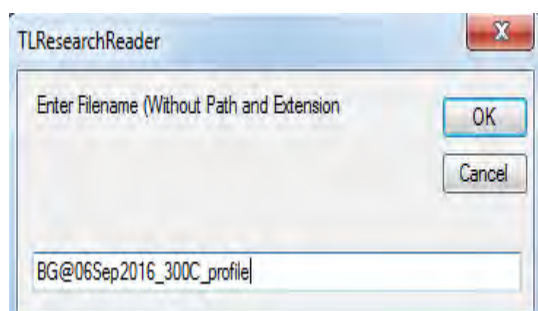 TLResearchReader
Enter Filename (Without Path and Extension
OK
Cancel
BG@06Sep2016_300C_profile